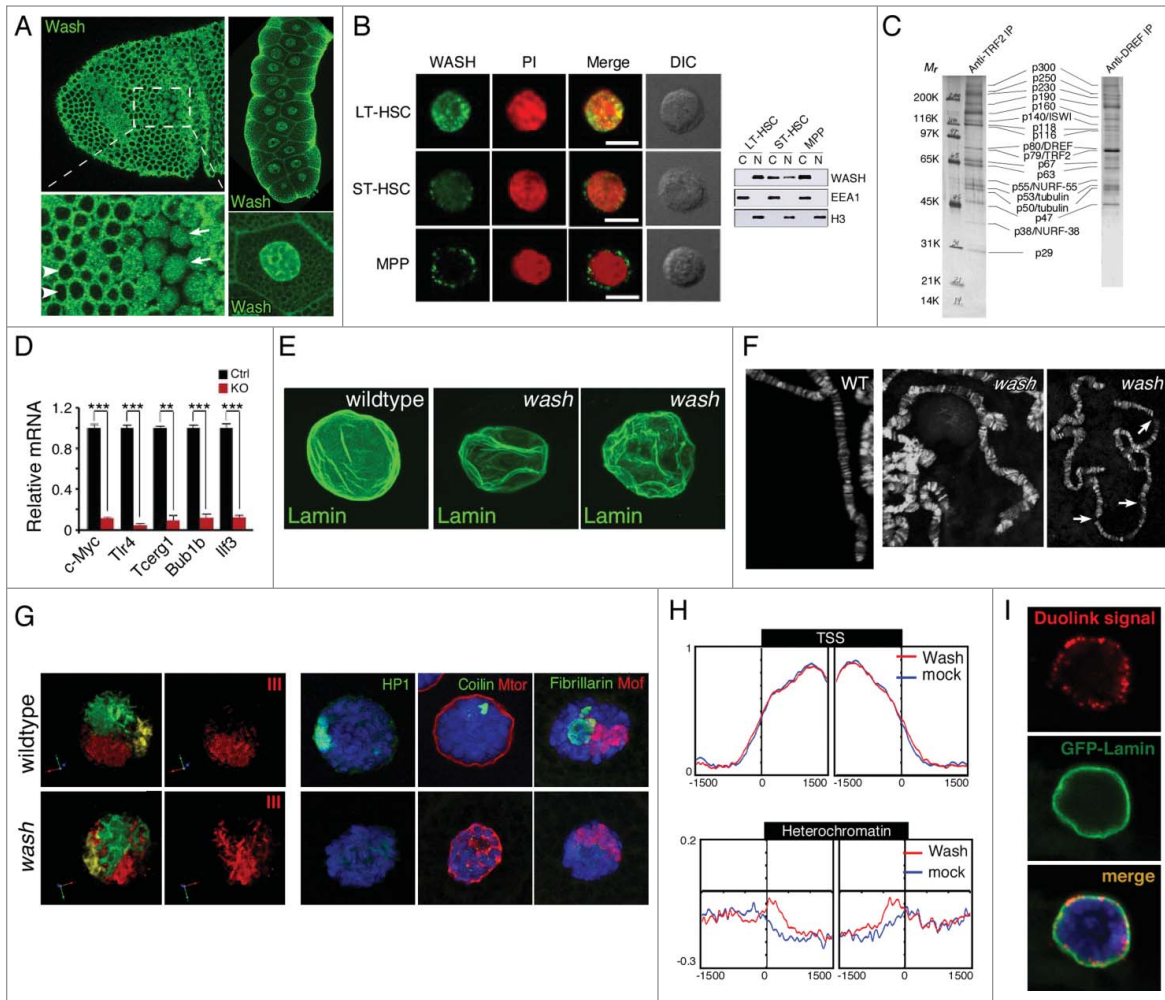 A
Wash
Wash
Wash
B
WASH PI Merge DIC
LT-HSC
ST-HSC
MPP
LT-HSC ST-HSC MPP
C N C N C N
WASH
EEA1
H3
C
Anti-TRF2 IP
Anti-DREF IP
Mr
200K
116K
97K
65K
45K
31K
21K
14K
p300
p250
p230
p190
p160
p140/ISWI
p118
p116
p80/DREF
p79/TRF2
p67
p63
p55/NURF-55
p53/tubulin
p50/tubulin
p47
p38/NURF-38
p29
D
Ctrl
KO
Relative mRNA
1.2
0.8
0.4
0
*** *** ** *** ***
c-Myc Tlr4 Tcerg1 Bub1b Ilf3
E
wildtype wash wash
Lamin Lamin Lamin
F
WT wash wash
G
wildtype
wash
III
III
HP1 Coilin Mtor Fibrillarin Mof
H
TSS
Wash
mock
1
0
-1500 0 1500 -1500 0 1500
Heterochromatin
Wash
mock
0.2
-0.3
-1500 0 1500 -1500 0 1500
I
Duolink signal
GFP-Lamin
merge